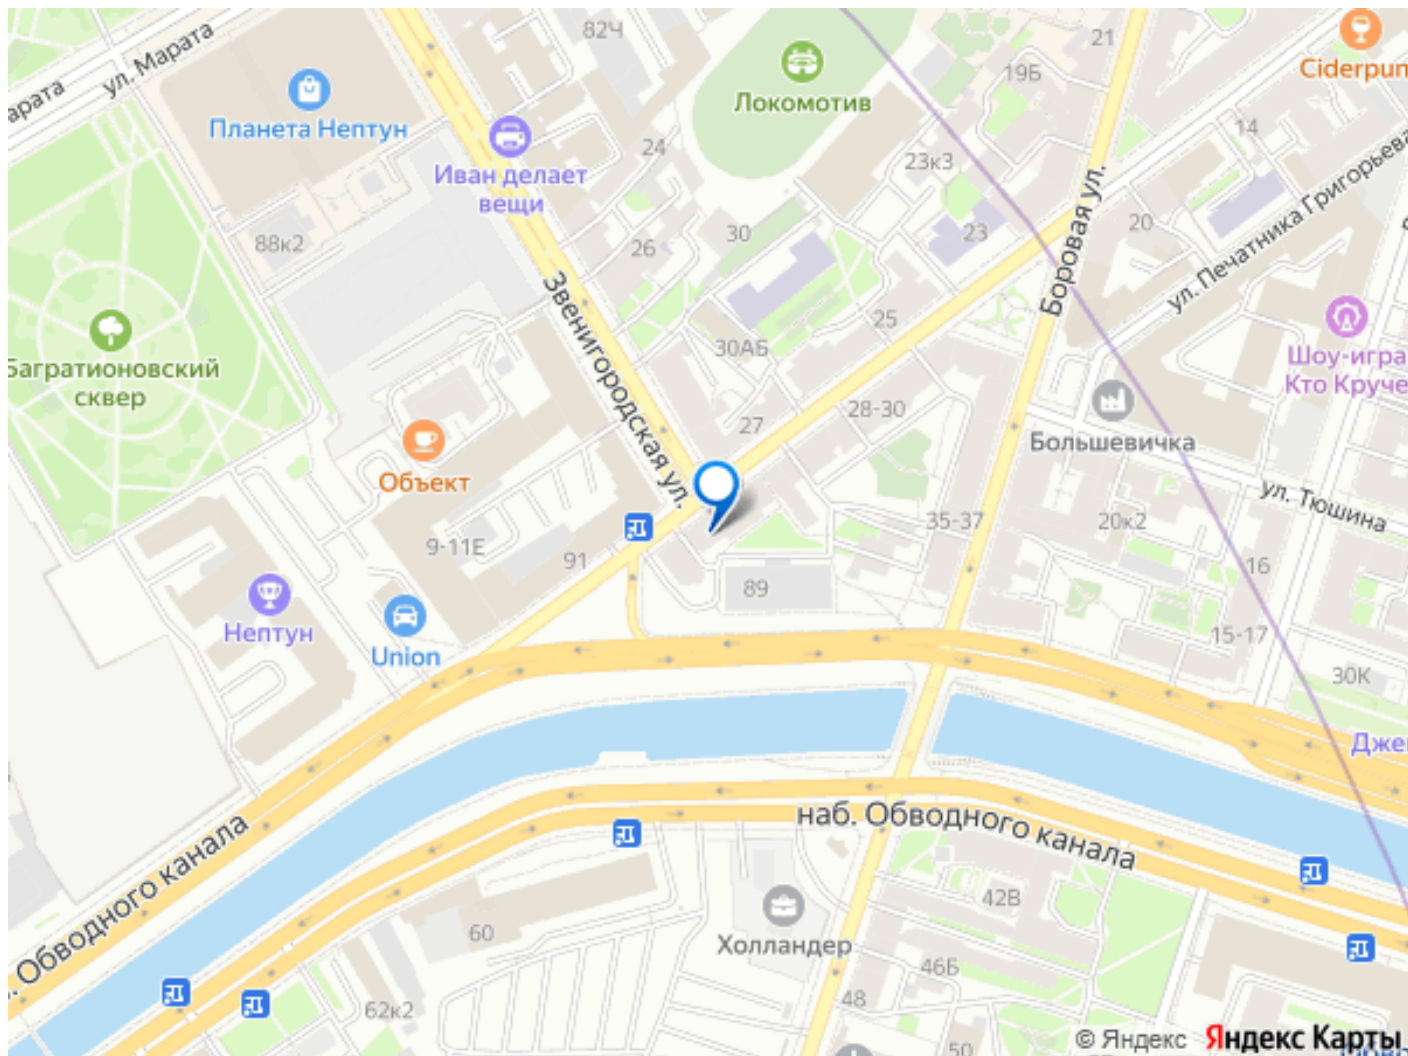 82Ч
21
ул. Марата
арата
Планета Нептун
Локомотив
19Б
Ciderpun
Иван делает
вещи
24
23к3
14
88к2
26
30
23
20
Боровая ул.
ул. Печатника Григорьева
Звенигородская ул.
25
30АБ
Багратионовский
сквер
Шоу-игра
Кто Круче
27
28-30
Большевичка
Объект
ул. Тюшина
9-11Е
91
35-37
20к2
16
89
Нептун
Union
15-17
30К
Дже
наб. Обводного канала
. Обводного канала
60
Холландер
42В
46Б
62к2
48
50
© Яндекс
Яндекс Карты